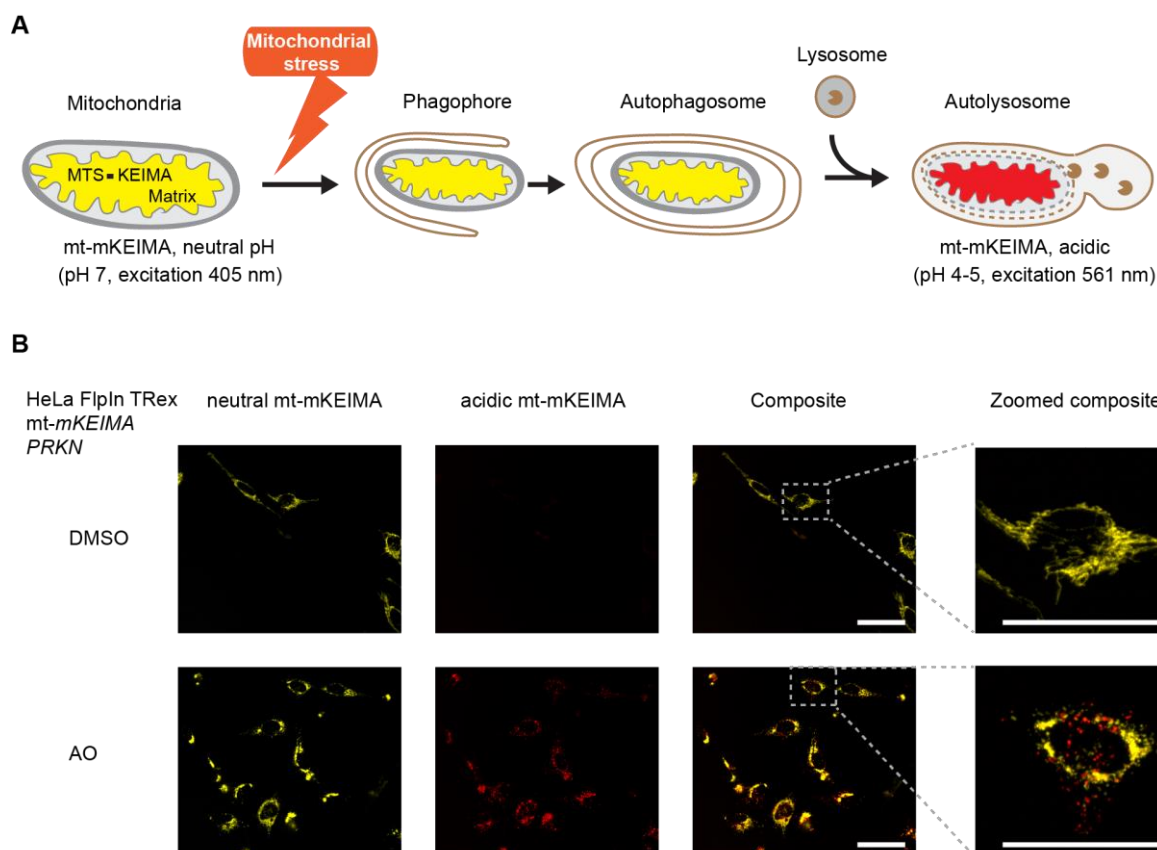 A
Mitochondrial
stress
Lysosome
Mitochondria
Phagophore
Autophagosome
Autolysosome
MTS-KEIMA
Matrix
mt-mKEIMA, neutral pH
(pH 7, excitation 405 nm)
mt-mKEIMA, acidic
(pH 4-5, excitation 561 nm)
B
HeLa FlpIn TRex
mt-mKEIMA
PRKN
neutral mt-mKEIMA
acidic mt-mKEIMA
Composite
Zoomed composite
DMSO
AO